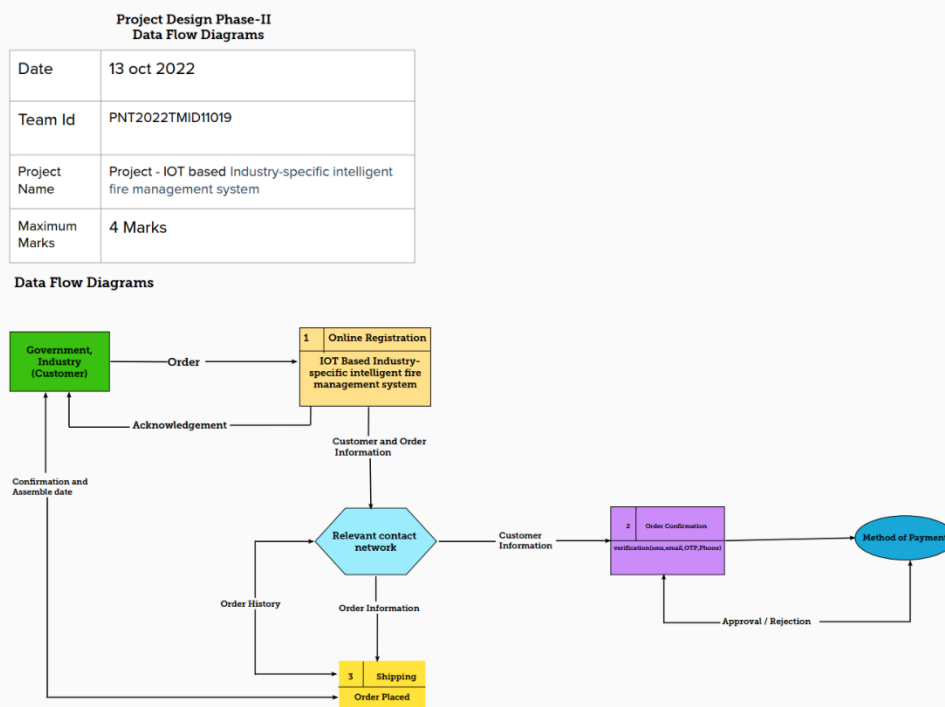 Project Design Phase-II
Data Flow Diagrams
Date
13 oct 2022
Team Id
PNT2022TMID11019
Project
Name
Project - IOT based Industry-specific intelligent
fire management system
Maximum
Marks
4 Marks
Data Flow Diagrams
Government,
Industry
(Customer)
Order
1
Online Registration
IOT Based Industry-
specific intelligent fire
management system
Acknowledgement
Customer and Order
Information
Confirmation and
Assemble date
Relevant contact
network
Customer
Information
2
Order Confirmation
verification(sms,email,OTP,Phone)
Method of Payment
Order History
Order Information
Approval / Rejection
3
Shipping
Order Placed